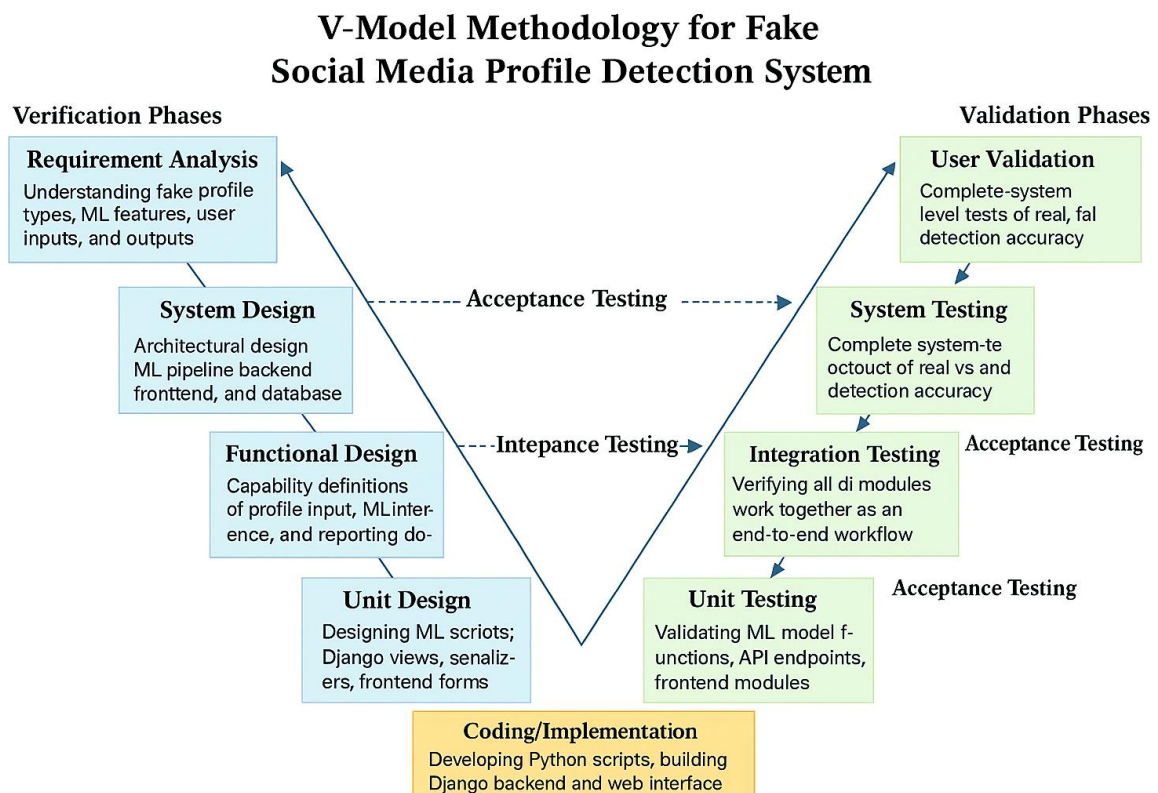 V-Model Methodology for Fake
Social Media Profile Detection System
Verification Phases
Validation Phases
Requirement Analysis
Understanding fake profile
types, ML features, user
inputs, and outputs
User Validation
Complete-system
level tests of real, fal
detection accuracy
Acceptance Testing
System Design
Architectural design
ML pipeline backend
fronttend, and database
System Testing
Complete system-te
octouct of real vs and
detection accuracy
Intepance Testing
Functional Design
Capability definitions
of profile input, MLinfer-
ence, and reporting do-
Integration Testing
Verifying all di modules
work together as an
end-to-end workflow
Acceptance Testing
Unit Design
Designing ML scriots;
Django views, senaliz-
ers, frontend forms
Unit Testing
Validating ML model f-
unctions, API endpoints,
frontend modules
Acceptance Testing
Coding/Implementation
Developing Python scripts, building
Django backend and web interface